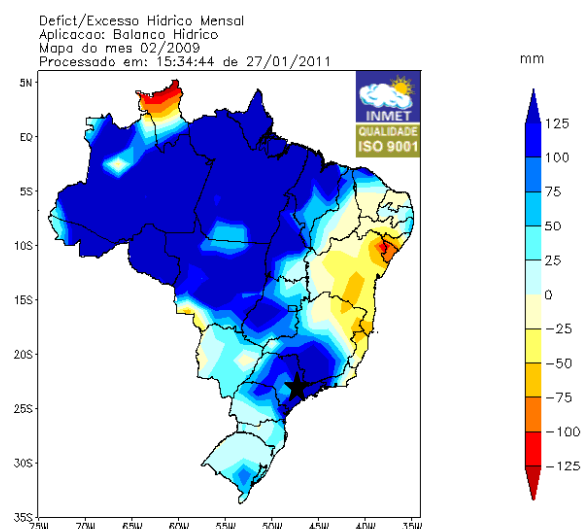 Defict/Excesso Hidrico Mensal
Aplicacao: Balanco Hidrico
Mapa do mes 02/2009
Processado em: 15:34:44 de 27/01/2011
mm
INMET
QUALIDADE
ISO 9001
5N
EQ
5S
10S
15S
20S
25S
30S
35S
75W
70W
65W
60W
55W
50W
45W
40W
35W
125
100
75
50
25
0
-25
-50
-75
-100
-125